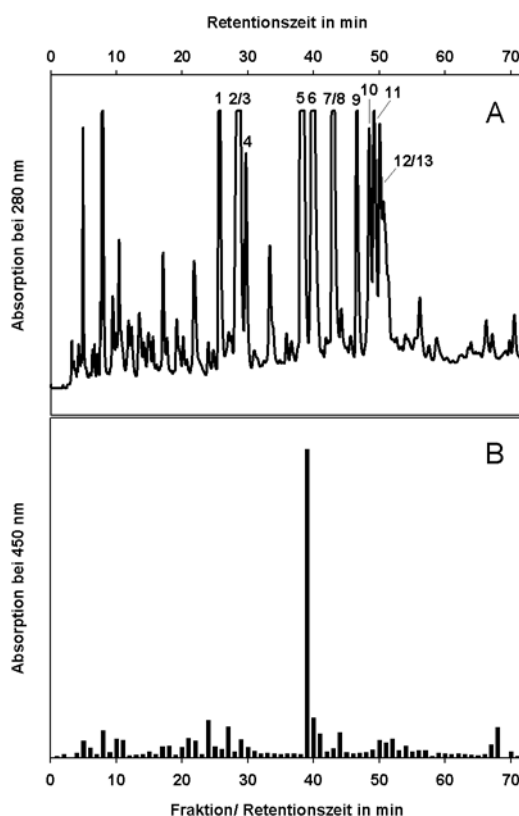 Retentionszeit in min
0 10 20 30 40 50 60 70
Absorption bei 280 nm
A
1 2/3 4 5 6 7/8 9 10 11 12/13
B
Absorption bei 450 nm
0 10 20 30 40 50 60 70
Fraktion/ Retentionszeit in min